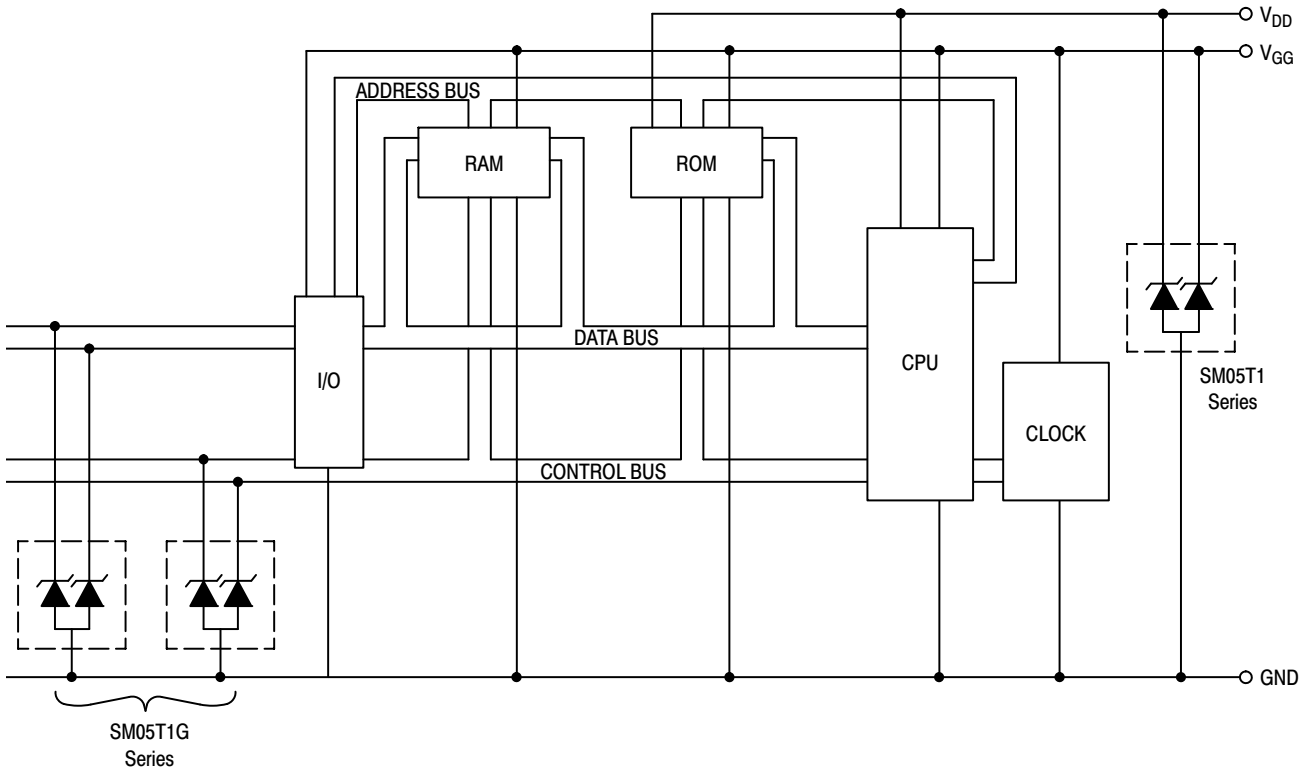 V_DD
V_GG
ADDRESS BUS
RAM
ROM
DATA BUS
I/O
CPU
SM05T1
Series
CLOCK
CONTROL BUS
GND
SM05T1G
Series